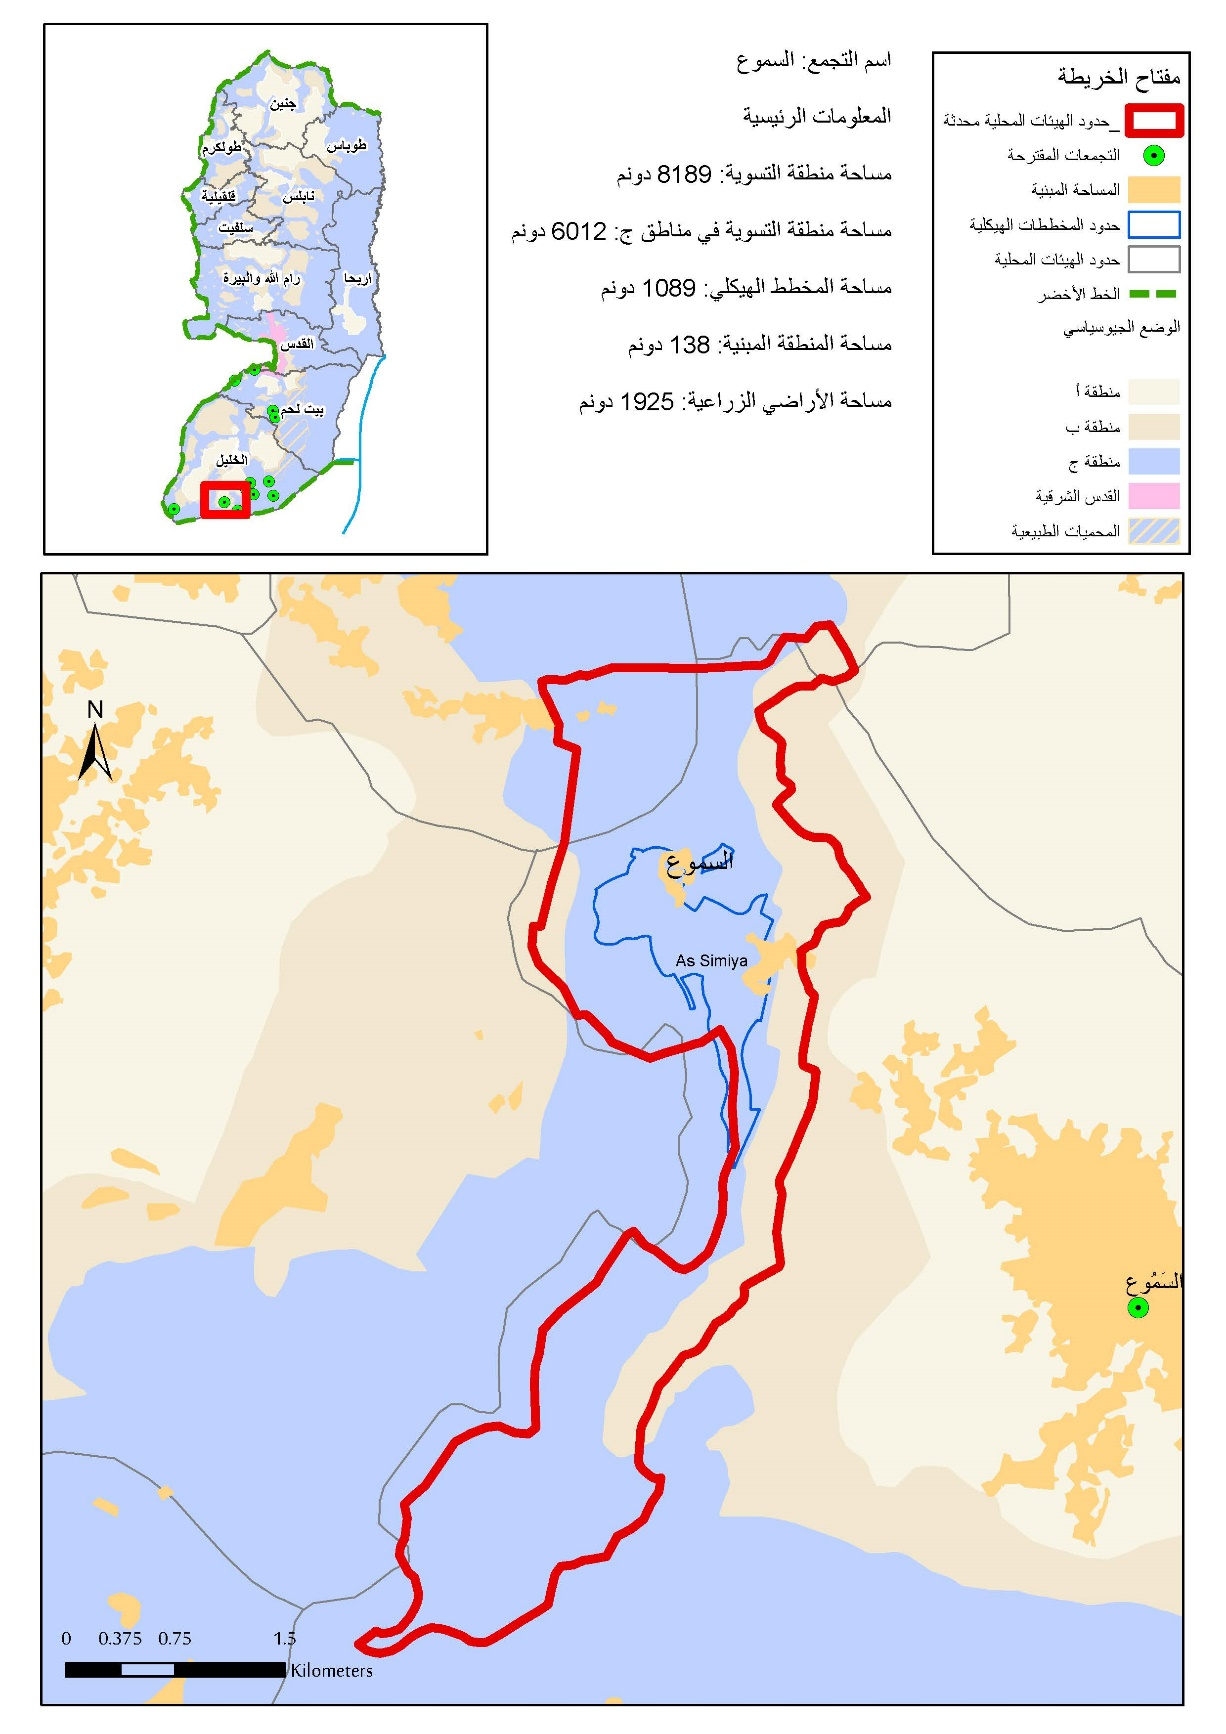 جنين
طولكرم
طوباس
قلقيلية
نابلس
سلفيت
رام الله والبيرة
اريحا
القدس
بيت لحم
الخليل
اسم التجمع: السموع
المعلومات الرئيسية
مساحة منطقة التسوية: 8189 دونم
مساحة منطقة التسوية في مناطق ج: 6012 دونم
مساحة المخطط الهيكلي: 1089 دونم
مساحة المنطقة المبنية: 138 دونم
مساحة الأراضي الزراعية: 1925 دونم
مفتاح الخريطة
_حدود الهيئات المحلية محدثة
التجمعات المقترحة
المساحة المبنية
حدود المخططات الهيكلية
حدود الهيئات المحلية
الخط الأخضر
الوضع الجيوسياسي
منطقة أ
منطقة ب
منطقة ج
القدس الشرقية
المحميات الطبيعية
N
السموع
As Simiya
السَمُوع
0 0.375 0.75 1.5
Kilometers